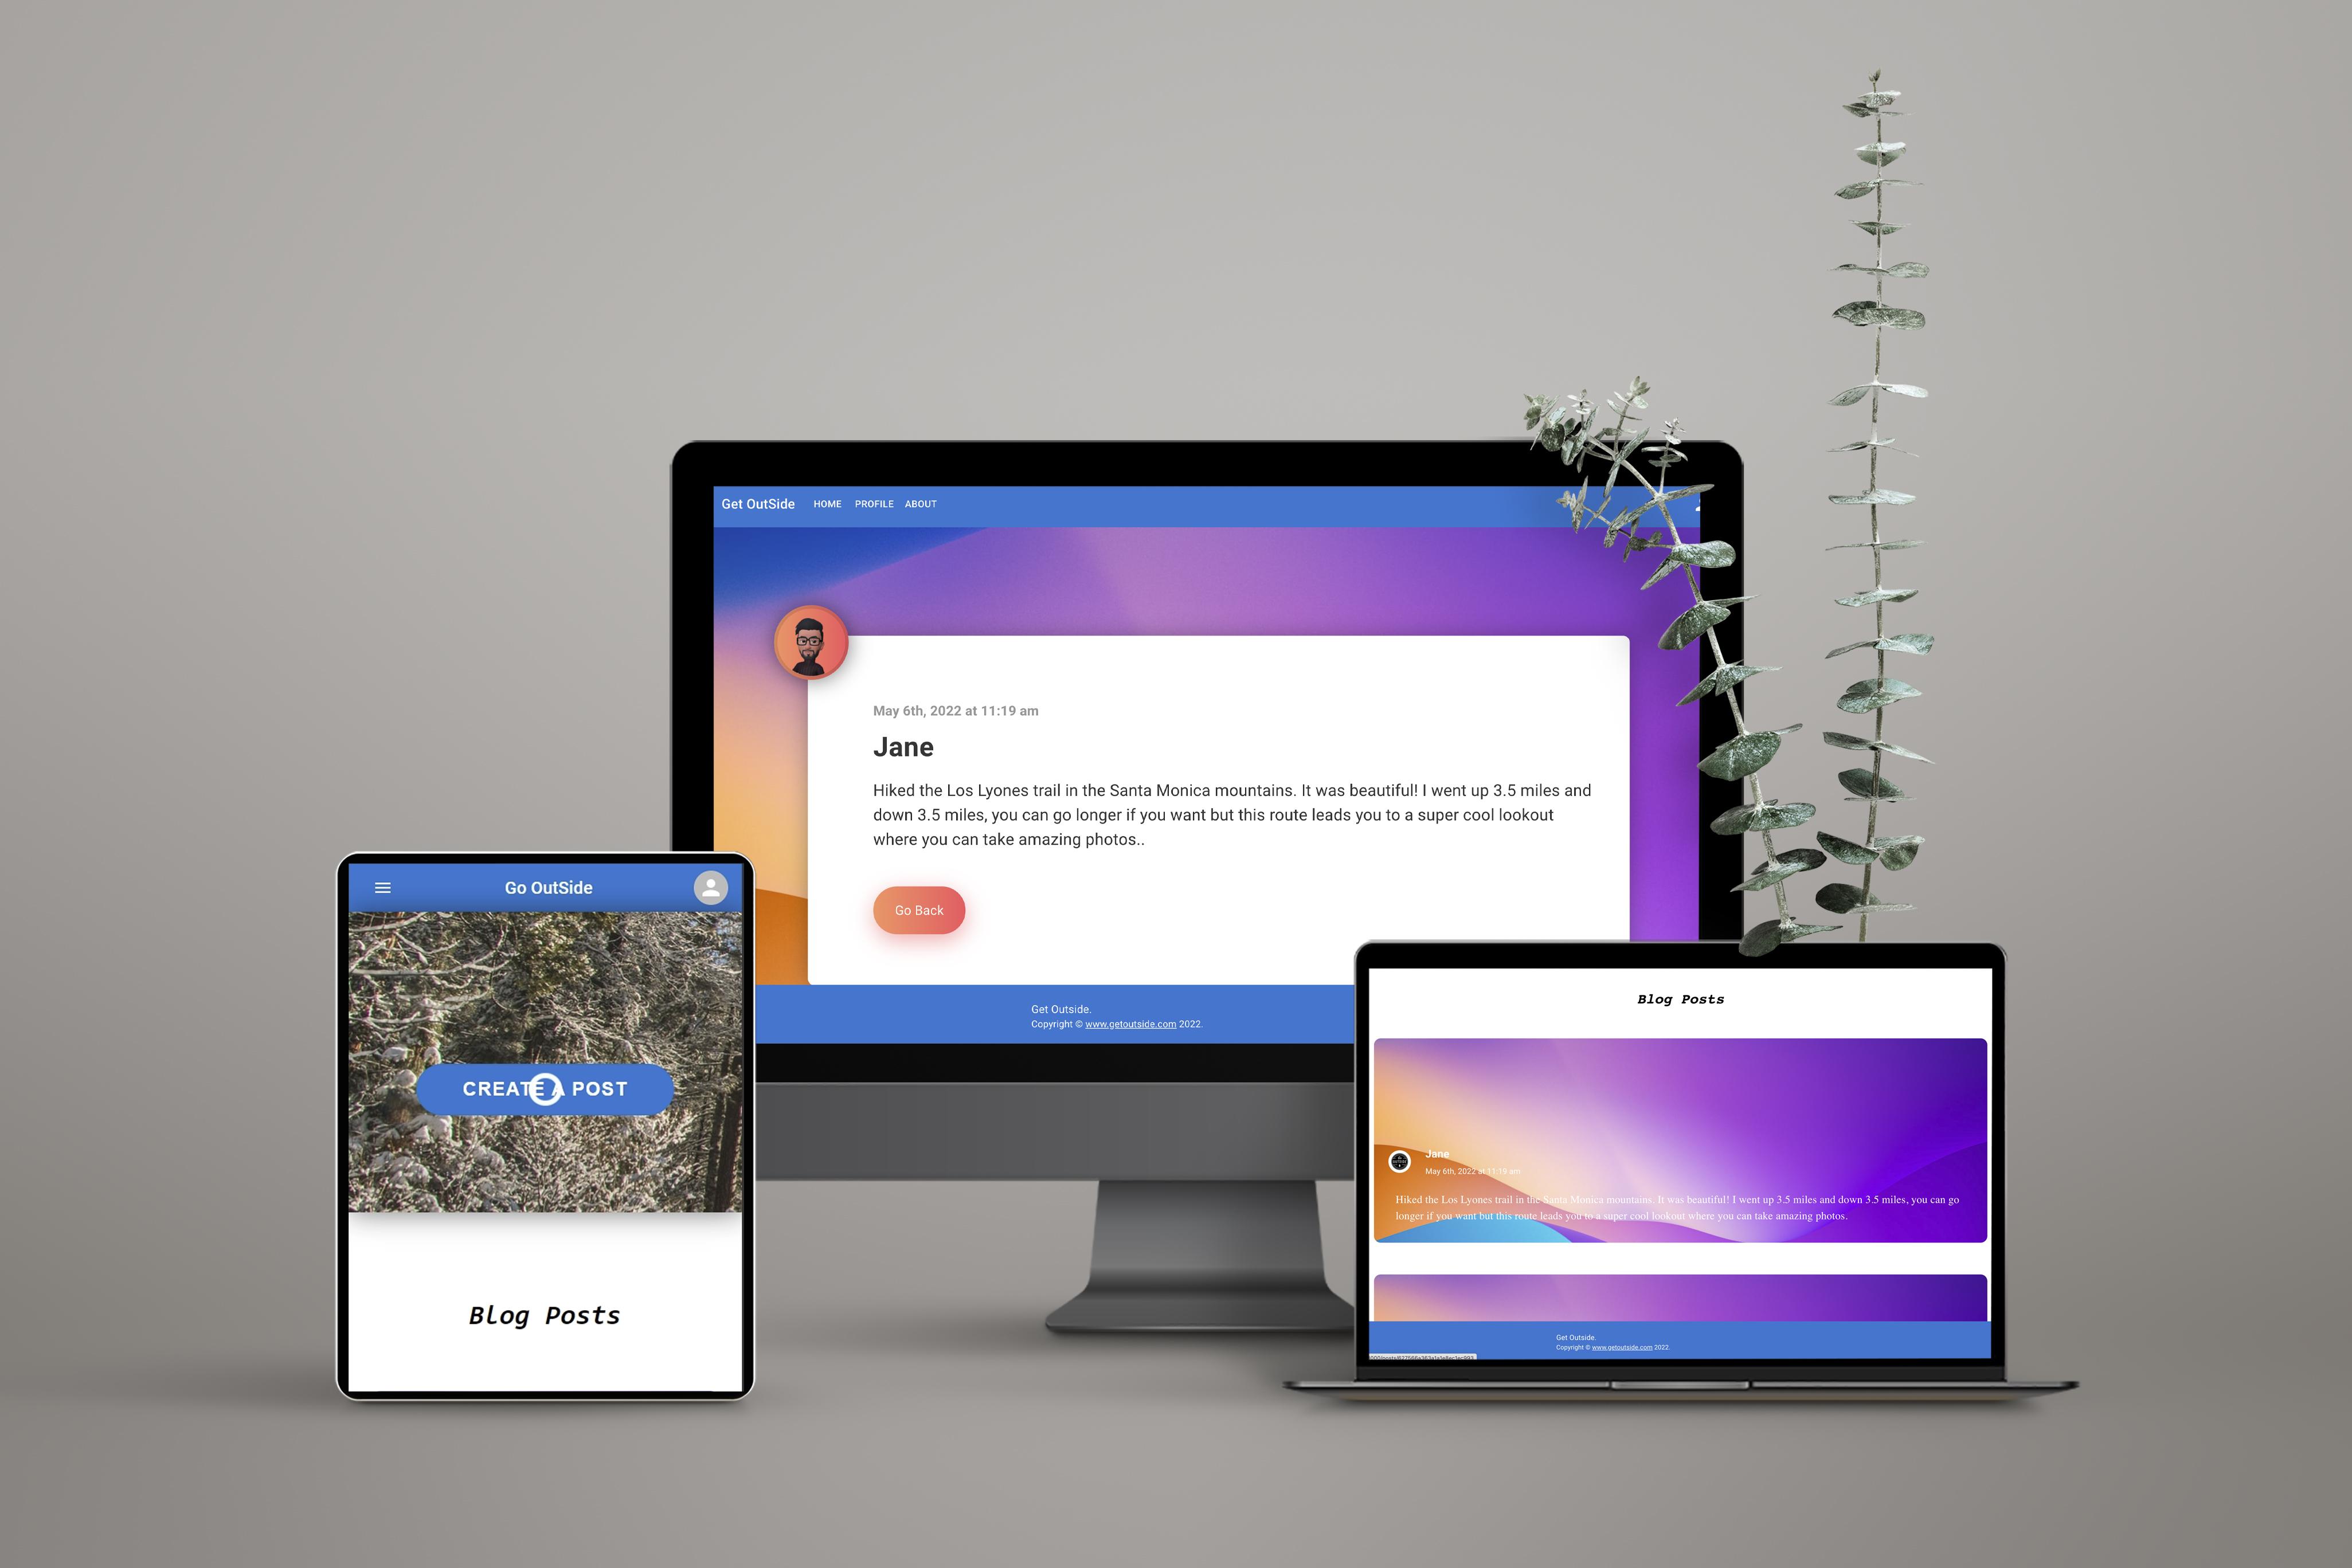 Get OutSide HOME PROFILE ABOUT
May 6th, 2022 at 11:19 am
Jane
Hiked the Los Lyones trail in the Santa Monica mountains. It was beautiful! I went up 3.5 miles and
down 3.5 miles, you can go longer if you want but this route leads you to a super cool lookout
where you can take amazing photos..
Go Back
Get Outside.
Copyright © www.getoutside.com 2022.
Go OutSide
CREATE A POST
Blog Posts
Blog Posts
Jane
May 6th, 2022 at 11:19 am
Hiked the Los Lyones trail in the Santa Monica mountains. It was beautiful! I went up 3.5 miles and down 3.5 miles, you can go
longer if you want but this route leads you to a super cool lookout where you can take amazing photos.
Get Outside.
Copyright © www.getoutside.com 2022.